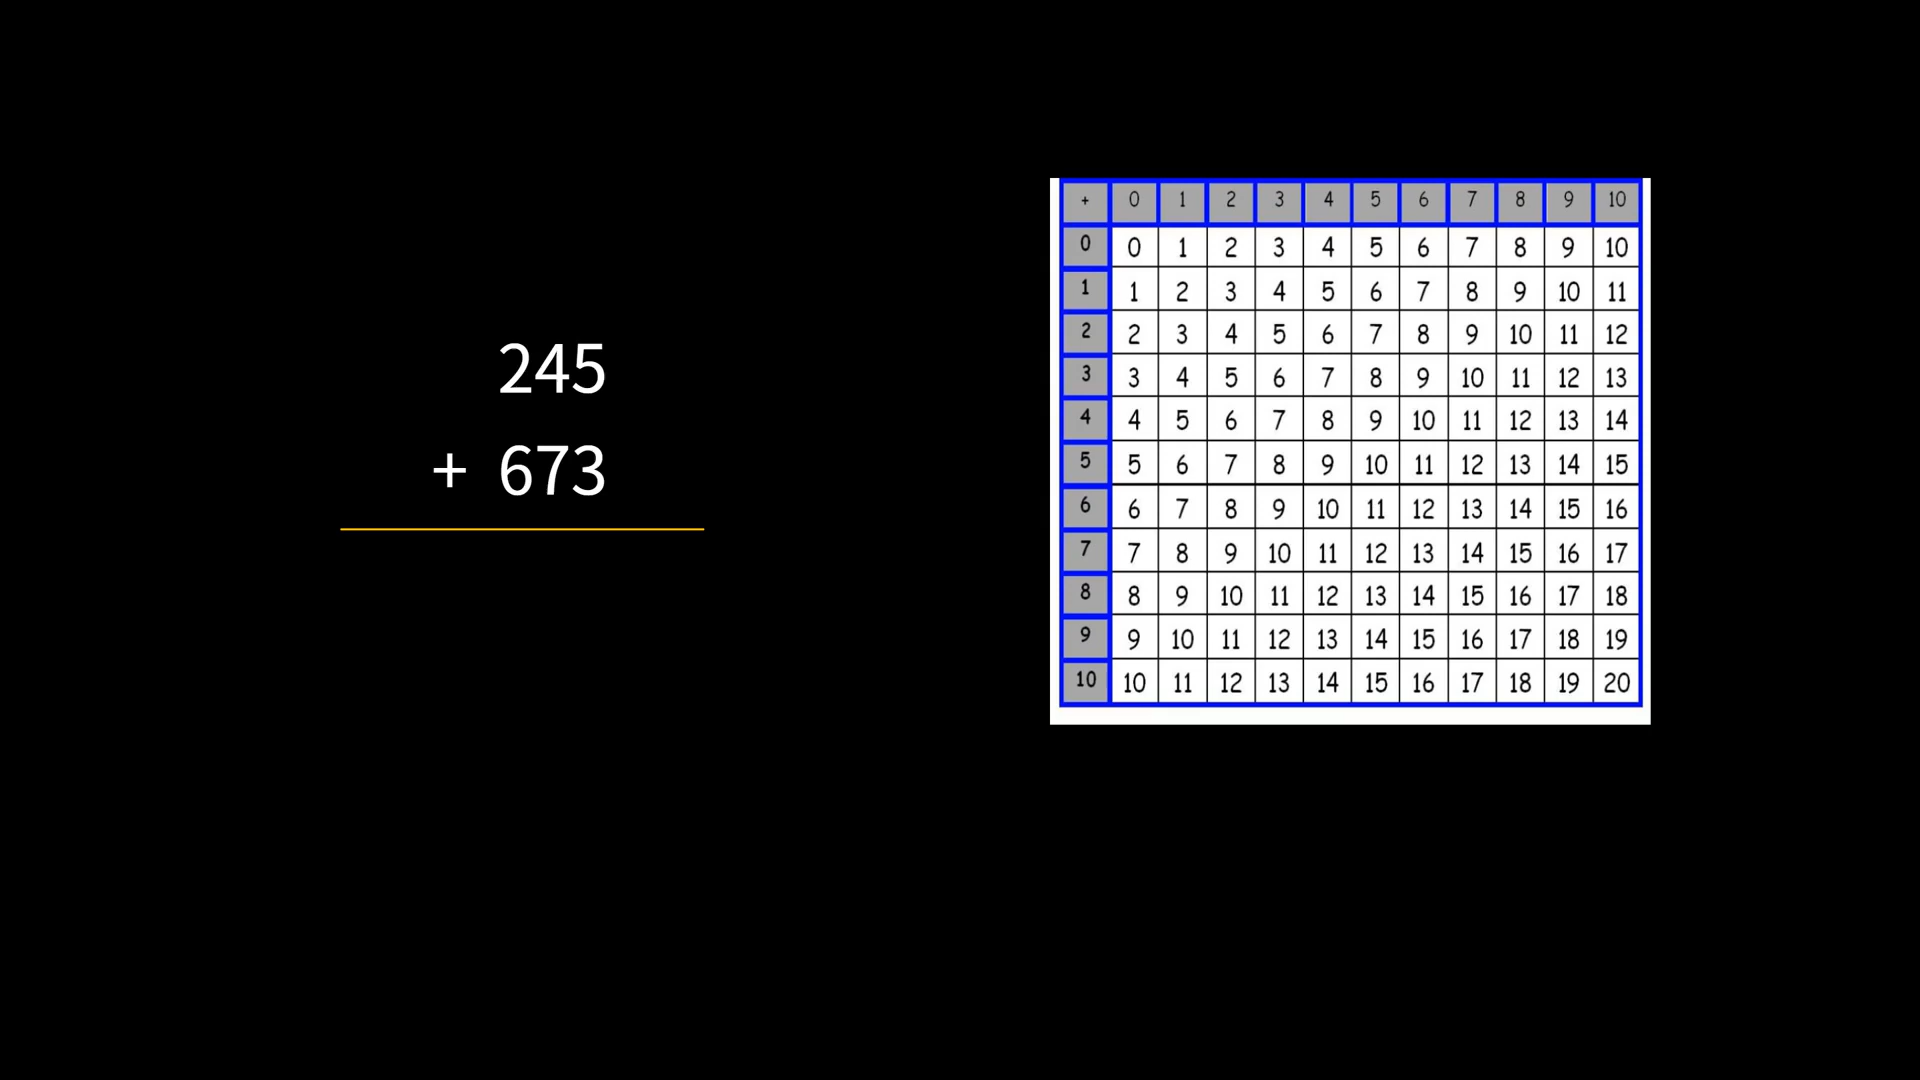 245
+ 673
+ 0 1 2 3 4 5 6 7 8 9 10
0 0 1 2 3 4 5 6 7 8 9 10
1 1 2 3 4 5 6 7 8 9 10 11
2 2 3 4 5 6 7 8 9 10 11 12
3 3 4 5 6 7 8 9 10 11 12 13
4 4 5 6 7 8 9 10 11 12 13 14
5 5 6 7 8 9 10 11 12 13 14 15
6 6 7 8 9 10 11 12 13 14 15 16
7 7 8 9 10 11 12 13 14 15 16 17
8 8 9 10 11 12 13 14 15 16 17 18
9 9 10 11 12 13 14 15 16 17 18 19
10 10 11 12 13 14 15 16 17 18 19 20